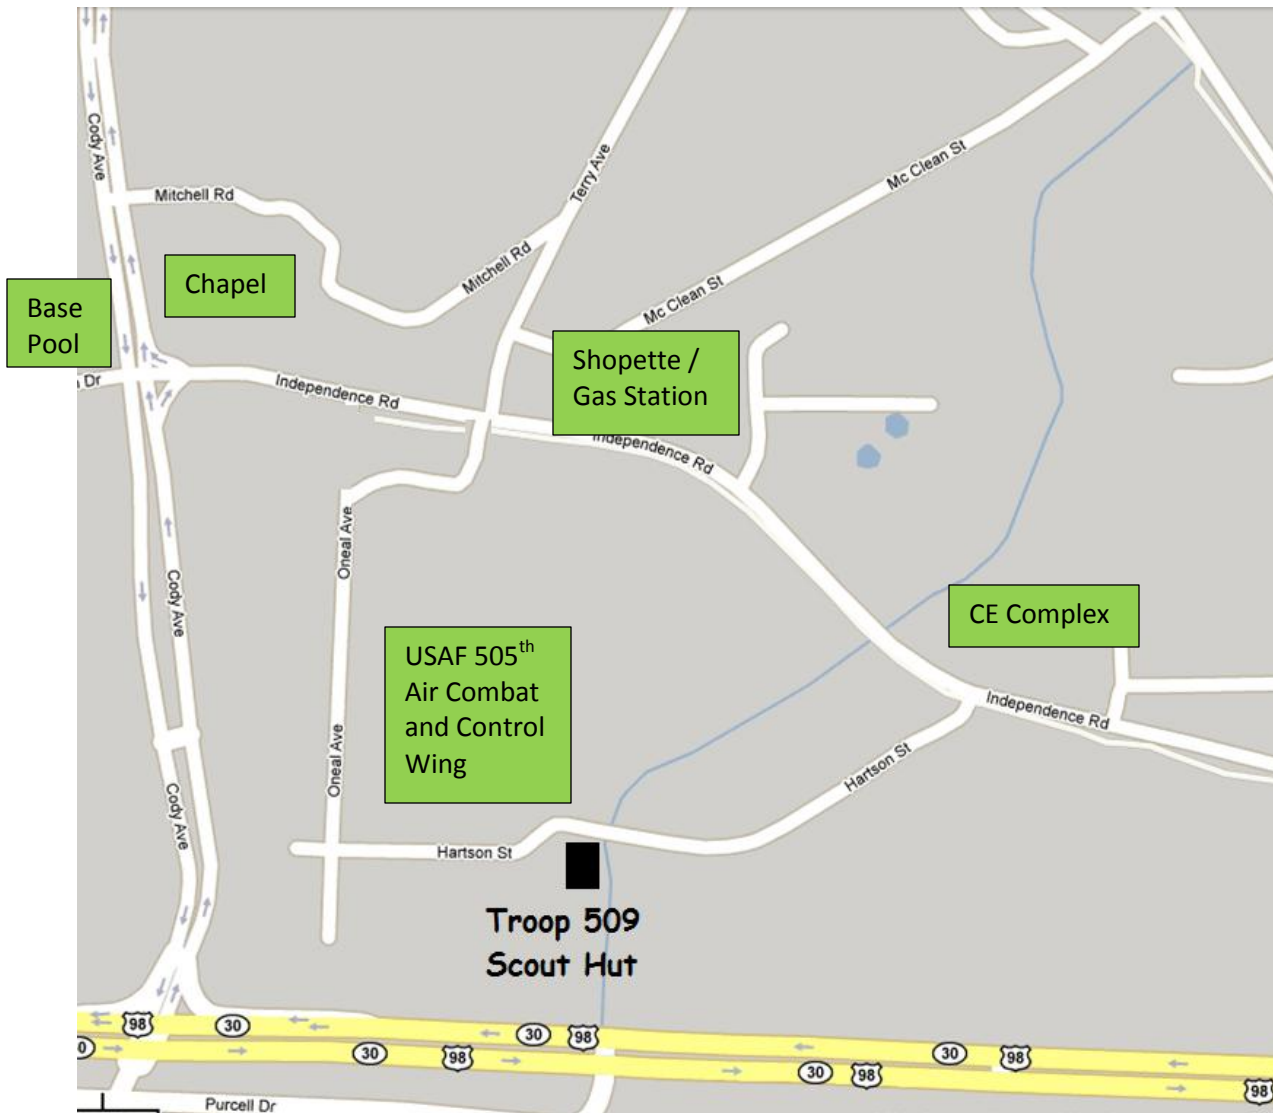 Cody Ave
Mitchell Rd
Terry Ave
Mc Clean St
Mitchell Rd
Chapel
Base
Pool
Mc Clean St
Shopette /
Gas Station
Dr
Independence Rd
Independence Rd
Oneal Ave
Cody Ave
CE Complex
USAF 505th
Air Combat
and Control
Wing
Independence Rd
Oneal Ave
Hartson St
Cody Ave
Hartson St
Troop 509
Scout Hut
98
30
30
98
30
98
0
30
98
30
98
98
Purcell Dr